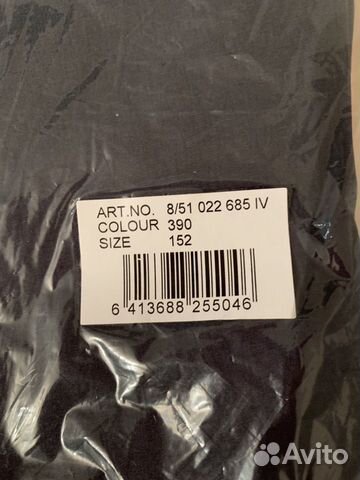 ART.NO. 8/51 022 685 IV
COLOUR 390
SIZE 152
6 413688 255046
Avito